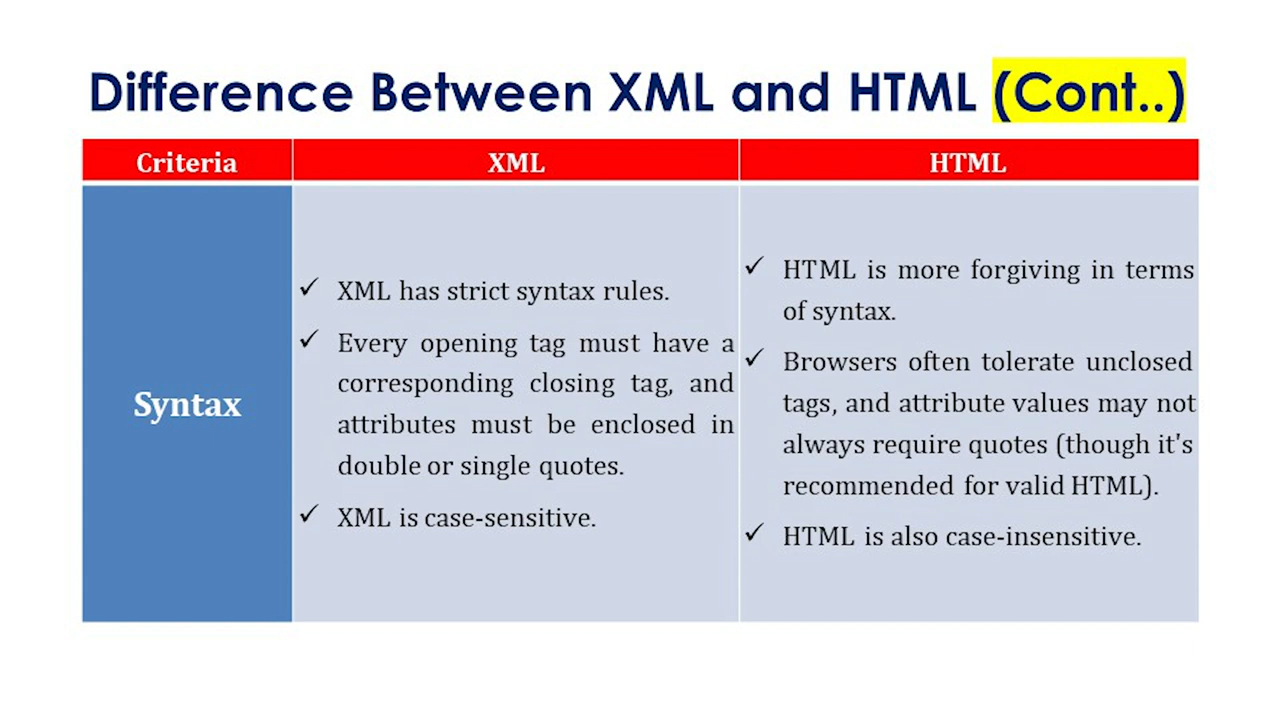 Difference Between XML and HTML (Cont..)
Criteria XML HTML
Syntax
✓ XML has strict syntax rules.
✓ Every opening tag must have a
corresponding closing tag, and
attributes must be enclosed in
double or single quotes.
✓ XML is case-sensitive.
✓ HTML is more forgiving in terms
of syntax.
✓ Browsers often tolerate unclosed
tags, and attribute values may not
always require quotes (though it's
recommended for valid HTML).
✓ HTML is also case-insensitive.